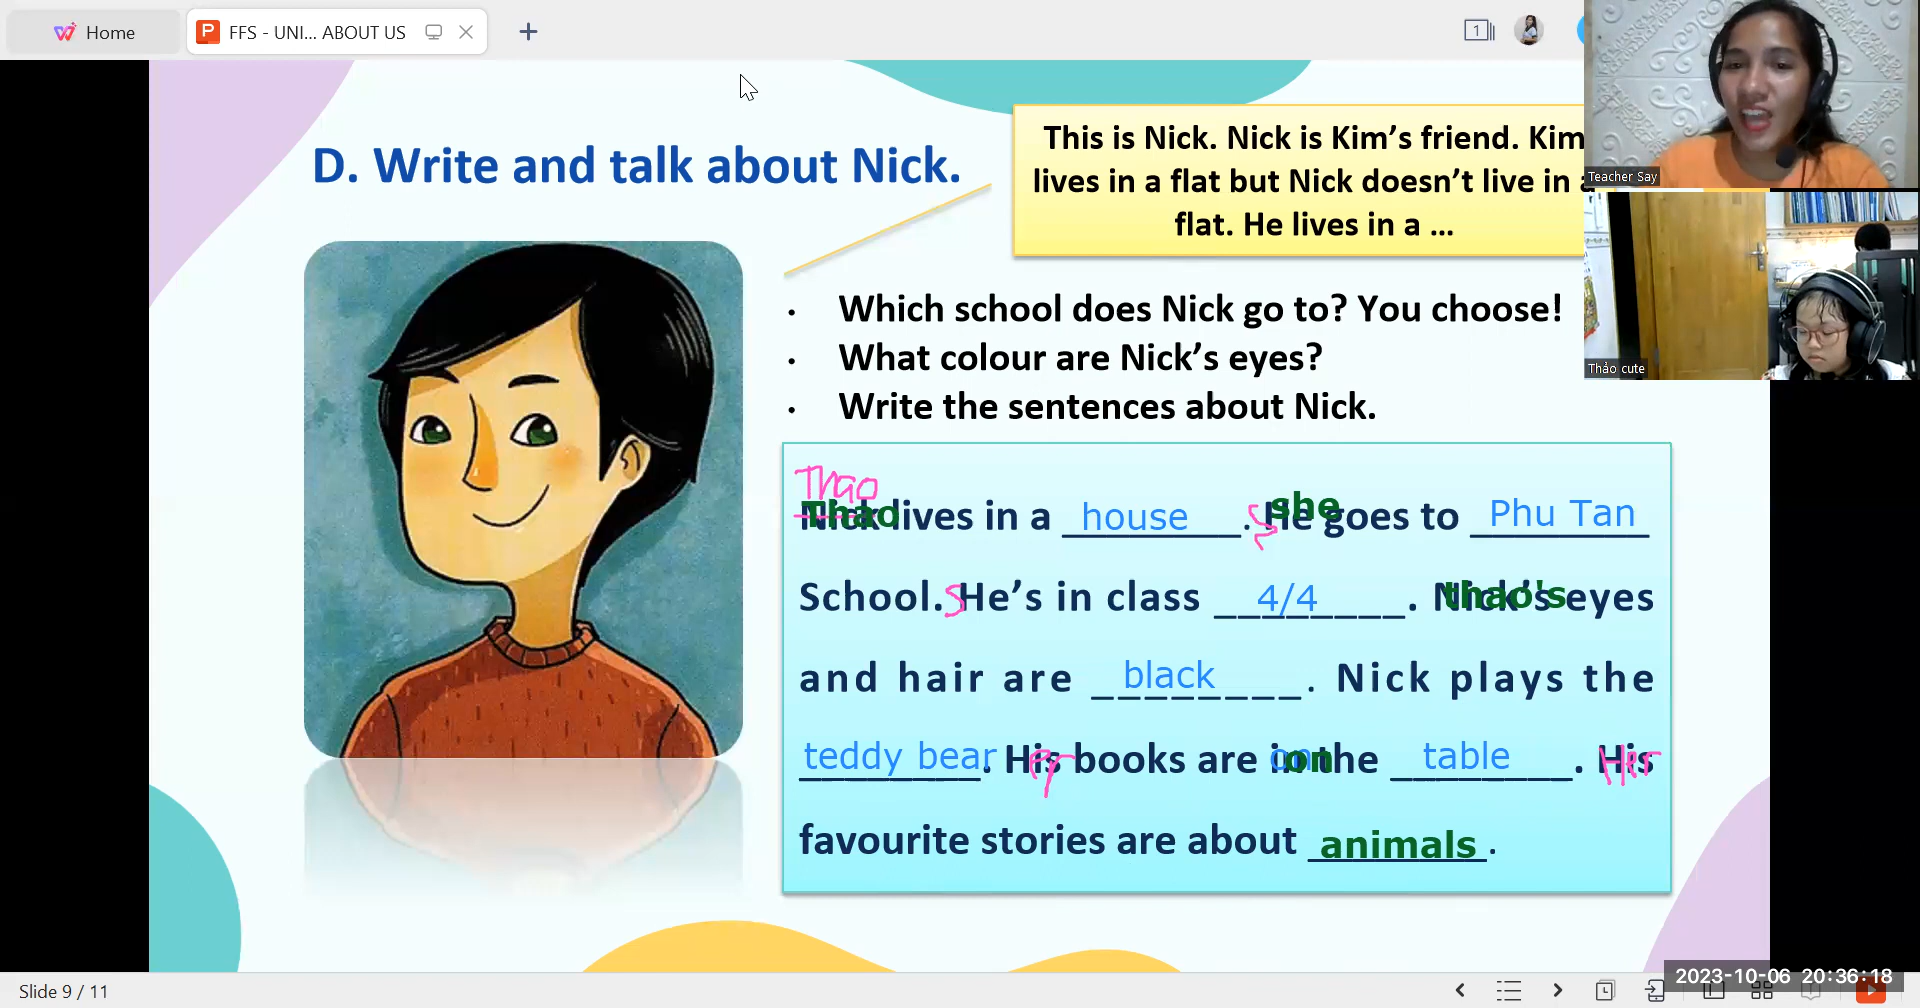 Home
FFS - UNI... ABOUT US
1
D. Write and talk about Nick.
This is Nick. Nick is Kim's friend. Kim
lives in a flat but Nick doesn't live in a
flat. He lives in a ...
Teacher Say
Thảo cute
• Which school does Nick go to? You choose!
• What colour are Nick's eyes?
• Write the sentences about Nick.
Thao
Nick Thao lives in a house. S He she goes to Phu Tan
School. S He's in class 4/4. Nick's thao's eyes
and hair are black. Nick plays the
teddy bear. His books are in on on the table. His Her
favourite stories are about animals.
Slide 9 / 11
2023-10-06 20:36:18